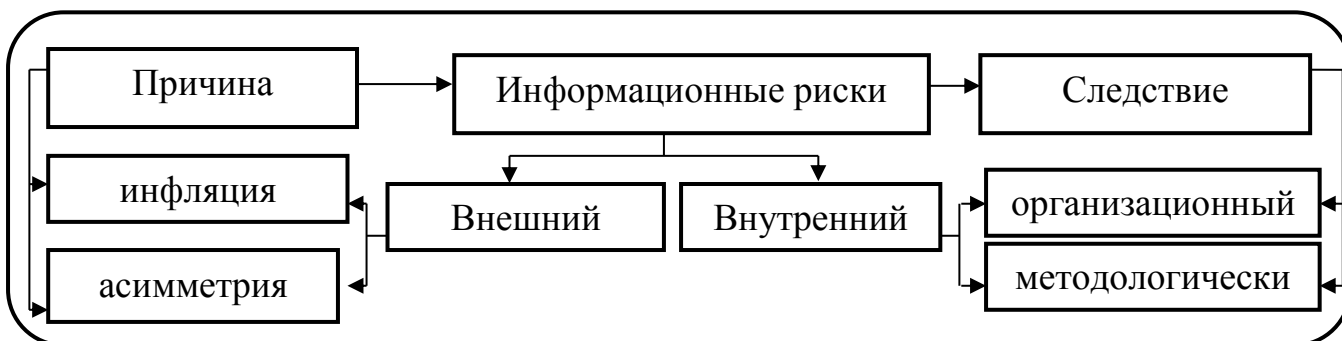 Причина
Информационные риски
Следствие
инфляция
Внешний
Внутренний
организационный
асимметрия
методологически